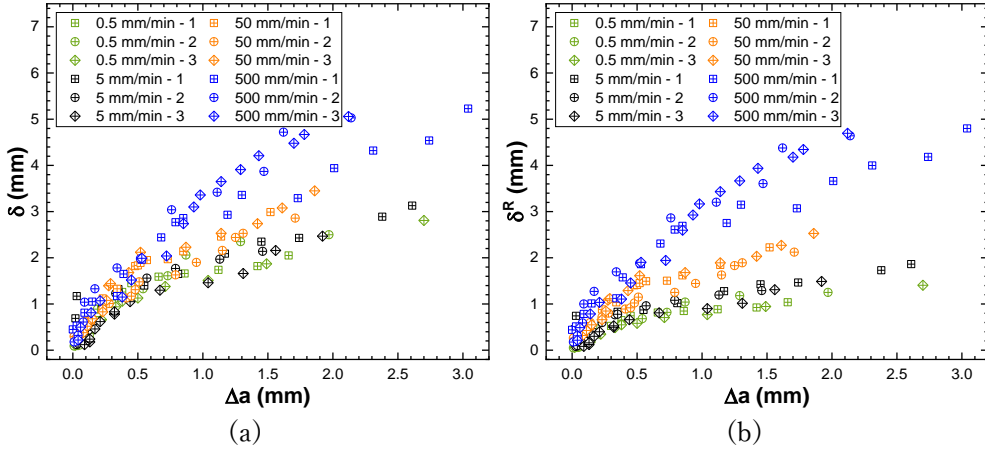 7
6
5
4
3
2
1
0
δ (mm)
0.5 mm/min - 1
0.5 mm/min - 2
0.5 mm/min - 3
5 mm/min - 1
5 mm/min - 2
5 mm/min - 3
50 mm/min - 1
50 mm/min - 2
50 mm/min - 3
500 mm/min - 1
500 mm/min - 2
500 mm/min - 3
0.0 0.5 1.0 1.5 2.0 2.5 3.0
Δa (mm)
(a)
7
6
5
4
3
2
1
0
δᴿ (mm)
0.5 mm/min - 1
0.5 mm/min - 2
0.5 mm/min - 3
5 mm/min - 1
5 mm/min - 2
5 mm/min - 3
50 mm/min - 1
50 mm/min - 2
50 mm/min - 3
500 mm/min - 1
500 mm/min - 2
500 mm/min - 3
0.0 0.5 1.0 1.5 2.0 2.5 3.0
Δa (mm)
(b)